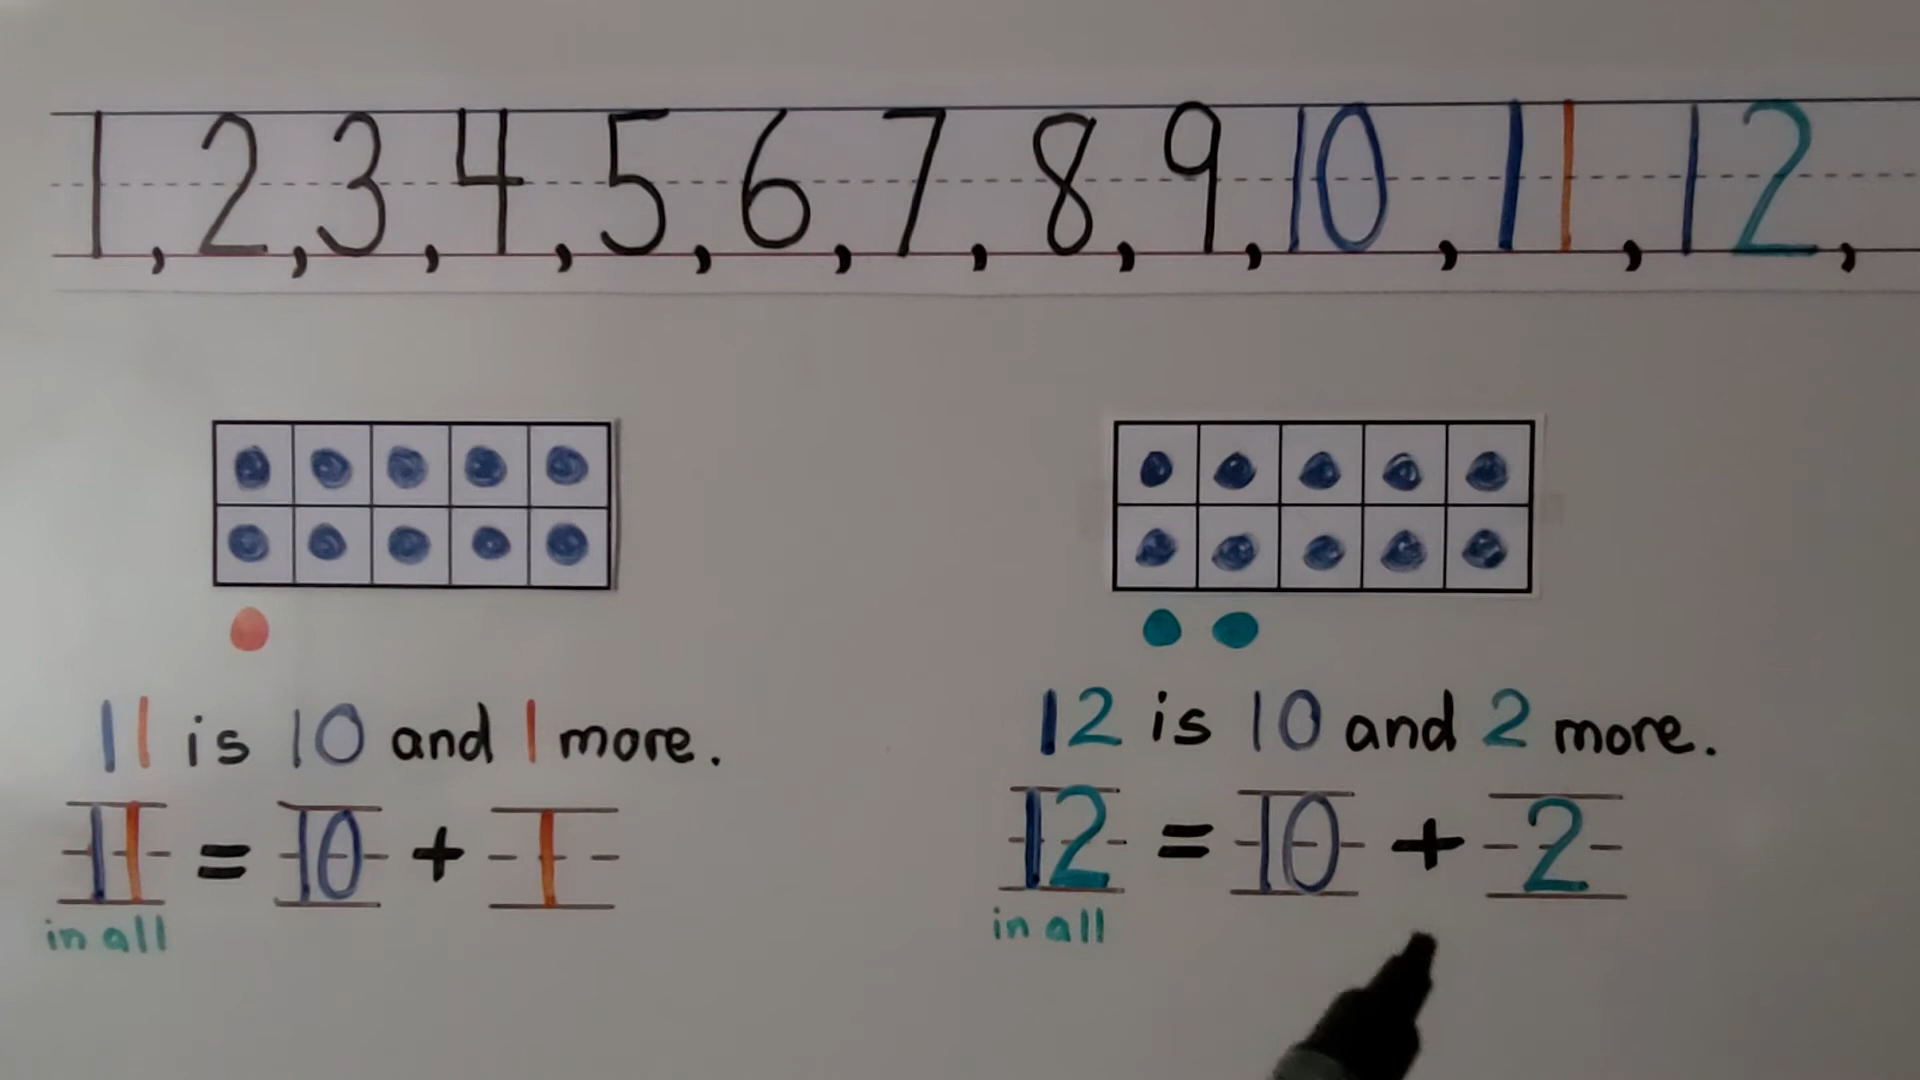 1, 2, 3, 4, 5, 6, 7, 8, 9, 10, 11, 12,
11 is 10 and 1 more.
11 = 10 + 1
in all
12 is 10 and 2 more.
12 = 10 + 2
in all